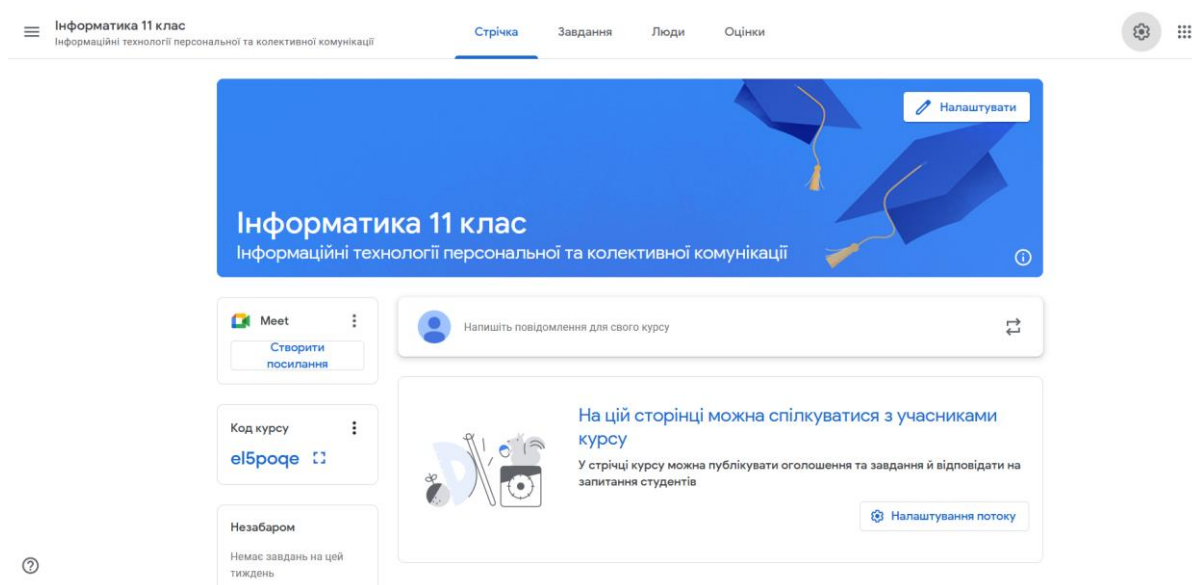 Інформатика 11 клас
Інформаційні технології персональної та колективної комунікації
Стрічка
Завдання
Люди
Оцінки
Налаштувати
Інформатика 11 клас
Інформаційні технології персональної та колективної комунікації
Meet
Створити
посилання
Напишіть повідомлення для свого курсу
Код курсу
el5poqe
На цій сторінці можна спілкуватися з учасниками
курсу
У стрічці курсу можна публікувати оголошення та завдання й відповідати на
запитання студентів
Налаштування потоку
Незабаром
Немає завдань на цей
тиждень